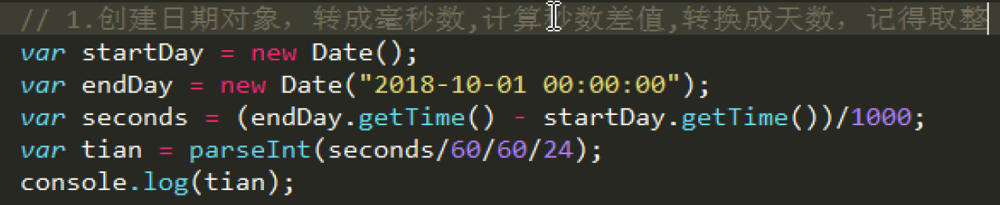 // 1.创建日期对象，转成毫秒数,计算秒数差值,转换成天数，记得取整
var startDay = new Date();
var endDay = new Date("2018-10-01 00:00:00");
var seconds = (endDay.getTime() - startDay.getTime())/1000;
var tian = parseInt(seconds/60/60/24);
console.log(tian);